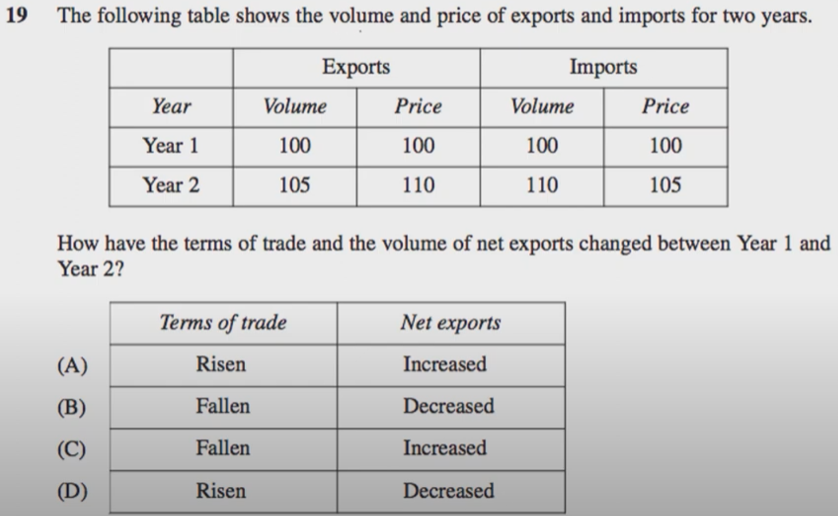 19 The following table shows the volume and price of exports and imports for two years.
Exports Imports
Year Volume Price Volume Price
Year 1 100 100 100 100
Year 2 105 110 110 105
How have the terms of trade and the volume of net exports changed between Year 1 and
Year 2?
Terms of trade Net exports
(A) Risen Increased
(B) Fallen Decreased
(C) Fallen Increased
(D) Risen Decreased